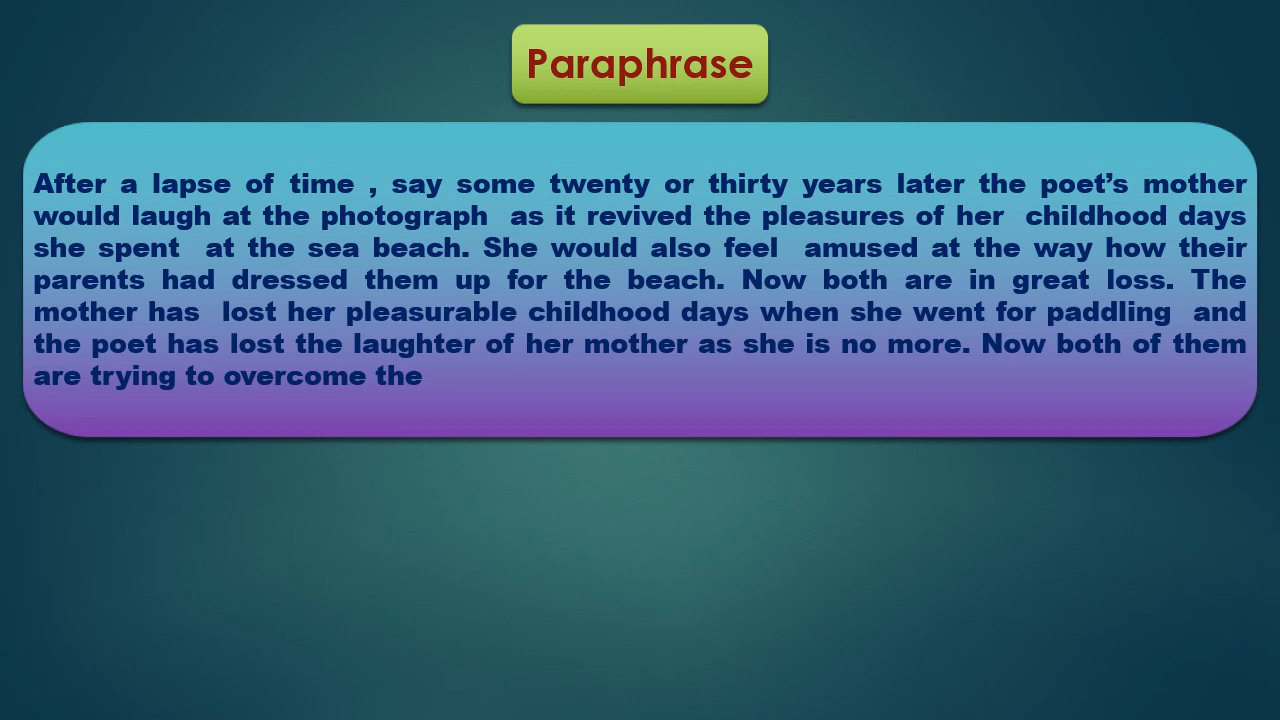 Paraphrase
After a lapse of time , say some twenty or thirty years later the poet’s mother
would laugh at the photograph as it revived the pleasures of her childhood days
she spent at the sea beach. She would also feel amused at the way how their
parents had dressed them up for the beach. Now both are in great loss. The
mother has lost her pleasurable childhood days when she went for paddling and
the poet has lost the laughter of her mother as she is no more. Now both of them
are trying to overcome the